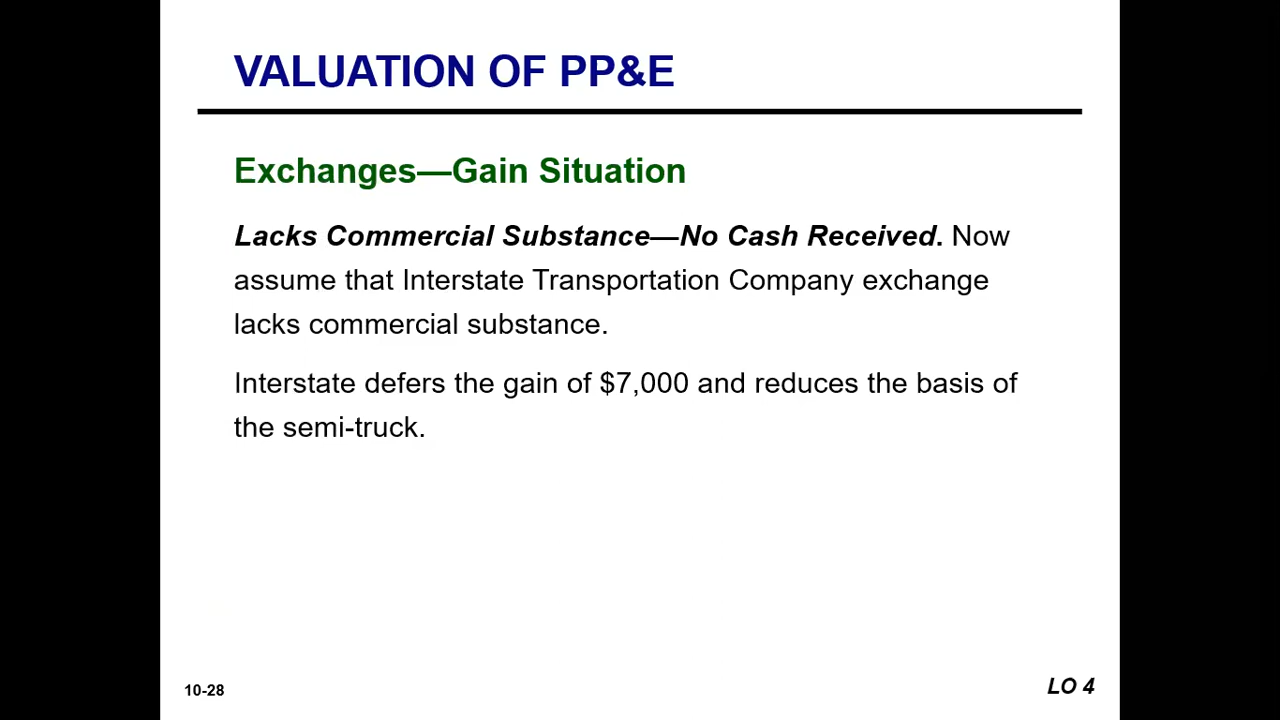 VALUATION OF PP&E
Exchanges—Gain Situation
Lacks Commercial Substance—No Cash Received. Now
assume that Interstate Transportation Company exchange
lacks commercial substance.
Interstate defers the gain of $7,000 and reduces the basis of
the semi-truck.
10-28
LO 4